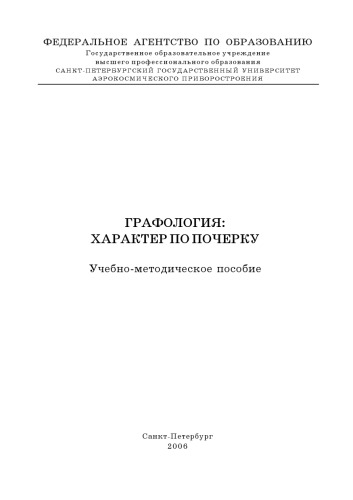 ФЕДЕРАЛЬНОЕ АГЕНТСТВО ПО ОБРАЗОВАНИЮ
Государственное образовательное учреждение
высшего профессионального образования
САНКТ-ПЕТЕРБУРГСКИЙ ГОСУДАРСТВЕННЫЙ УНИВЕРСИТЕТ
АЭРОКОСМИЧЕСКОГО ПРИБОРОСТРОЕНИЯ
ГРАФОЛОГИЯ:
ХАРАКТЕР ПО ПОЧЕРКУ
Учебно-методическое пособие
Санкт-Петербург
2006